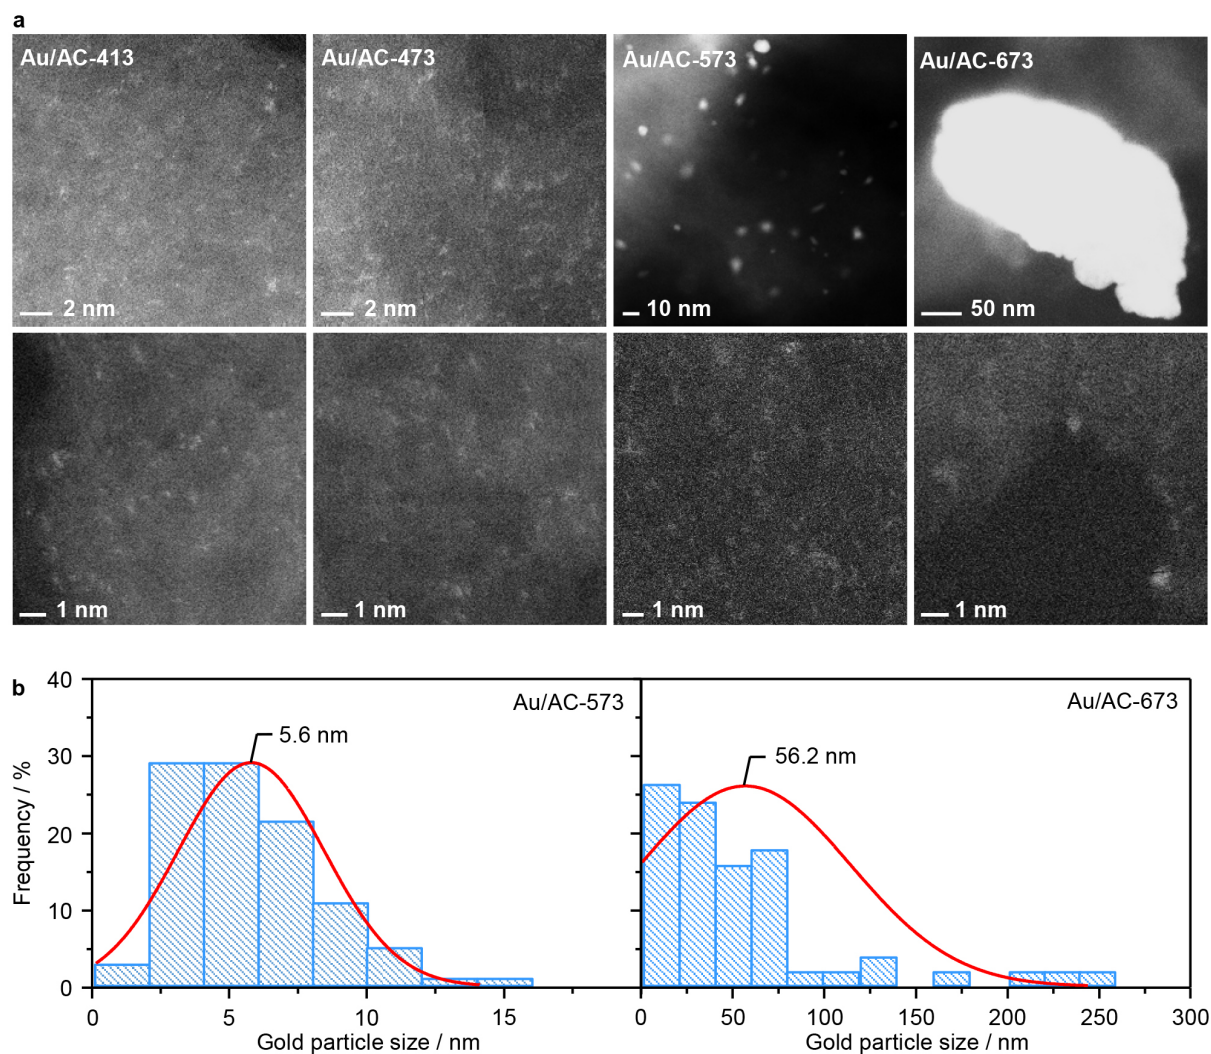 a
Au/AC-413
Au/AC-473
Au/AC-573
Au/AC-673
2 nm
2 nm
10 nm
50 nm
1 nm
1 nm
1 nm
1 nm
b
Au/AC-573
Au/AC-673
5.6 nm
56.2 nm
Frequency / %
40
30
20
10
0
0
5
10
15
0
50
100
150
200
250
300
Gold particle size / nm
Gold particle size / nm